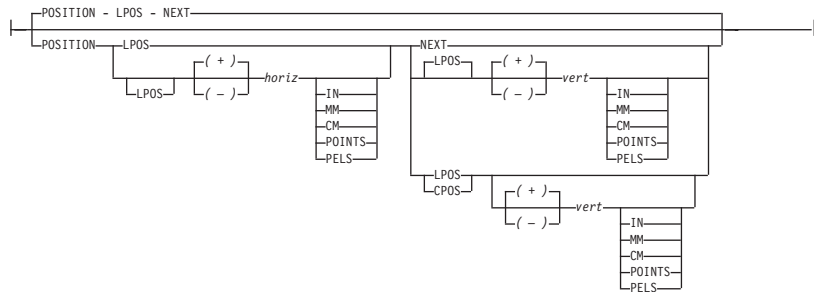 POSITION - LPOS - NEXT
POSITION LPOS NEXT
( + ) LPOS ( + )
LPOS ( – ) horiz ( – ) vert
IN IN
MM MM
CM CM
POINTS POINTS
PELS PELS
LPOS
CPOS ( + )
( – ) vert
IN
MM
CM
POINTS
PELS